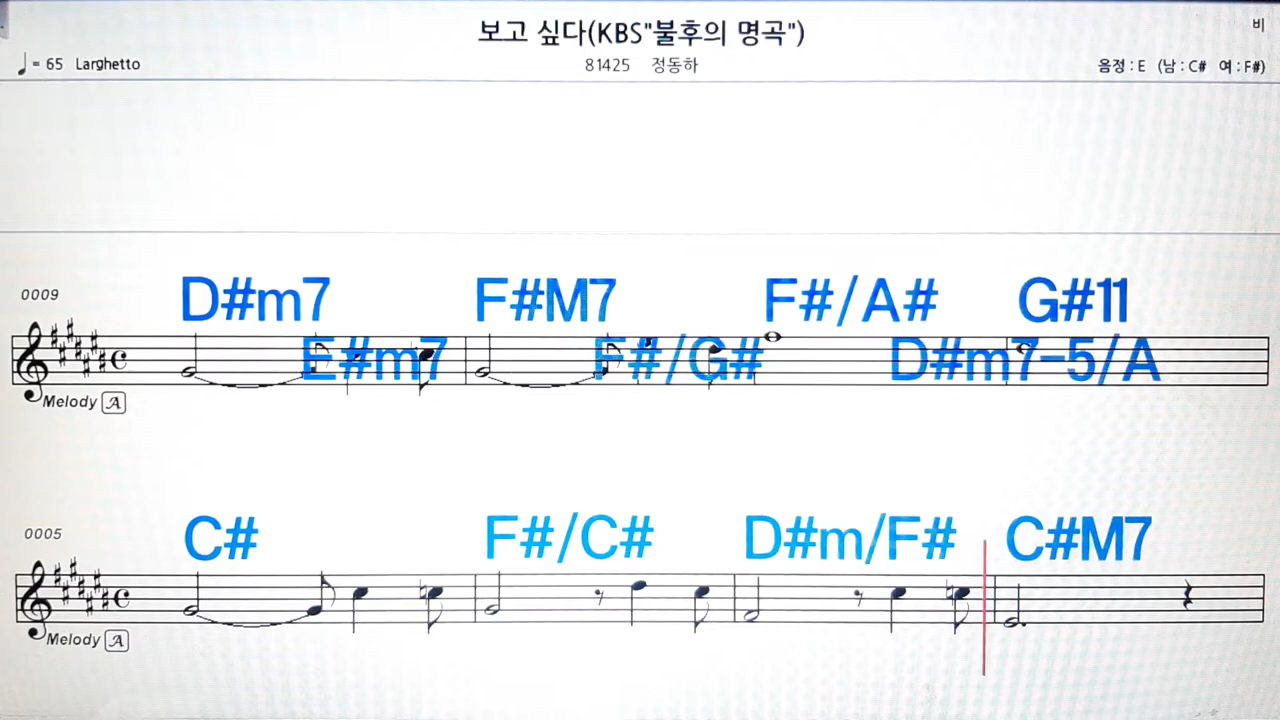 보고 싶다(KBS"불후의 명곡")
비
♩= 65 Larghetto
81425 정동하
음정 : E (남 : C# 여 : F#)
0009
D#m7 F#M7 F#/A# G#11
E#m7 F#/G# D#m7-5/A
Melody A
0005
C# F#/C# D#m/F# C#M7
Melody A